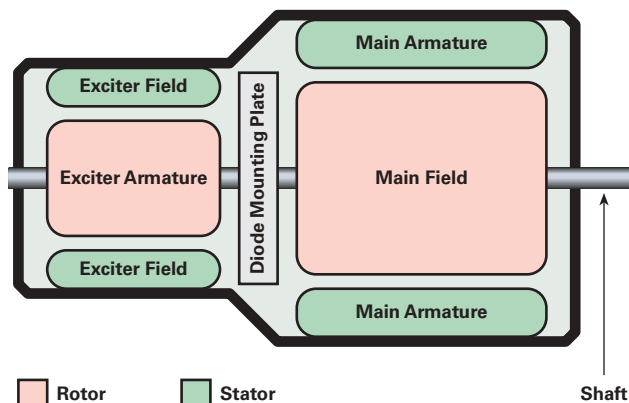 Main Armature
Exciter Field
Diode Mounting Plate
Exciter Armature
Main Field
Exciter Field
Main Armature
Rotor
Stator
Shaft